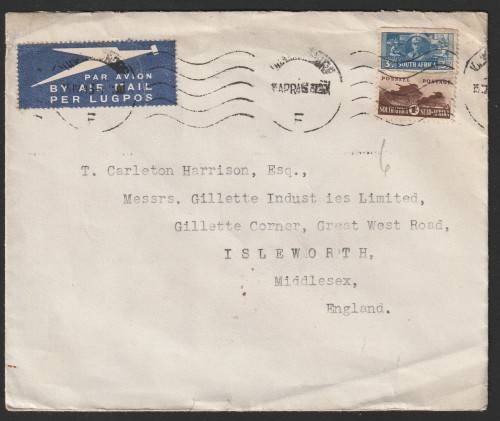 PAR AVION
BY AIR MAIL
PER LUGPOS
SOUTH AFRICA
POSSEEL POSTAGE
T. Carleton Harrison, Esq.,
Messrs. Gillette Indust ies Limited,
Gillette Corner, Great West Road,
ISLEWORTH,
Middlesex,
England.